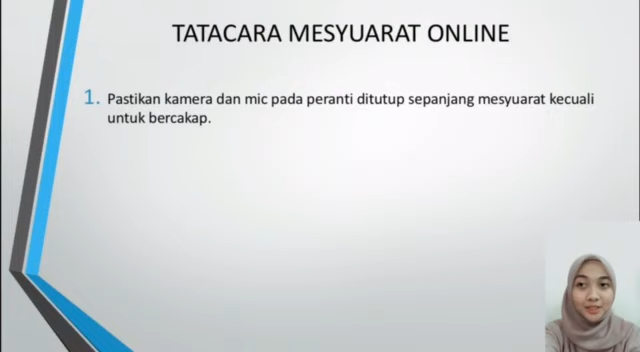 TATACARA MESYUARAT ONLINE
1. Pastikan kamera dan mic pada peranti ditutup sepanjang mesyuarat kecuali
untuk bercakap.